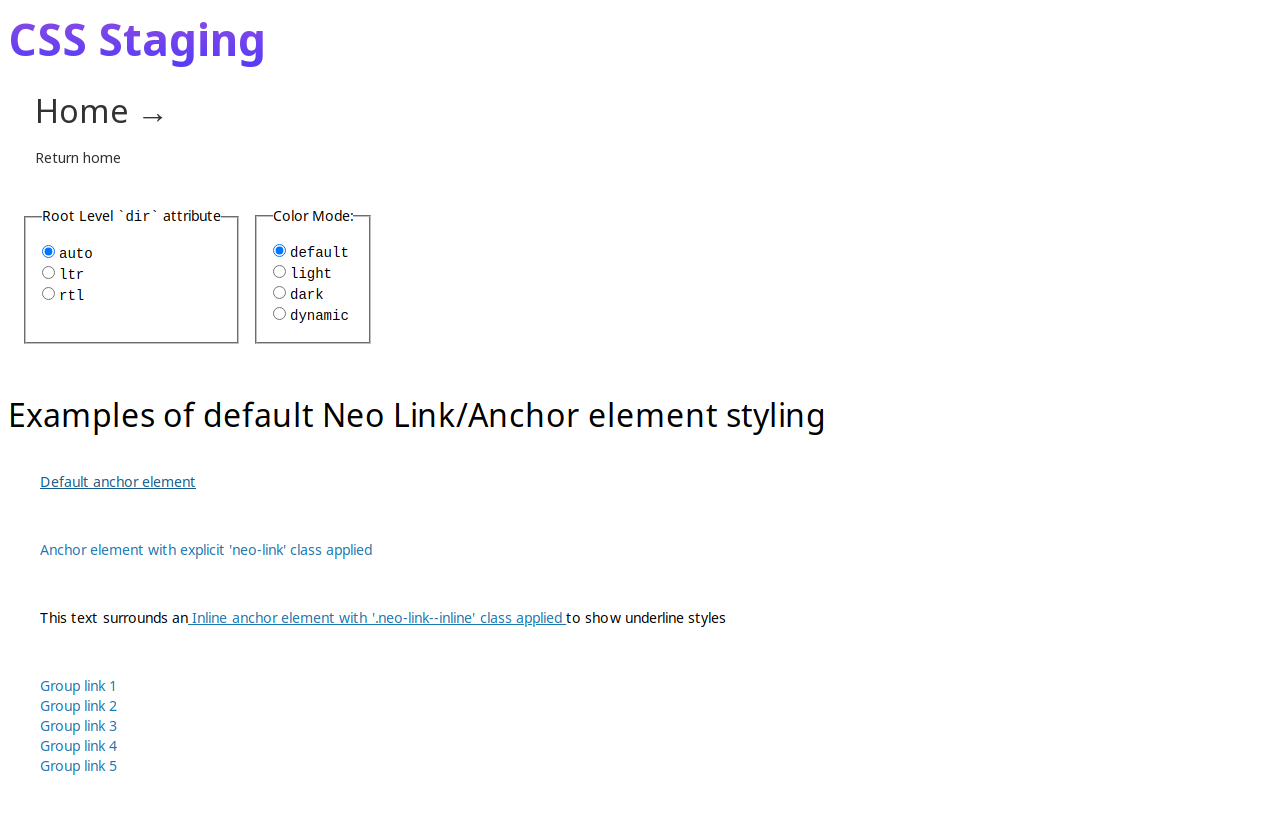 CSS Staging
Home →
Return home
Root Level `dir` attribute
auto
ltr
rtl
Color Mode:
default
light
dark
dynamic
Examples of default Neo Link/Anchor element styling
Default anchor element
Anchor element with explicit 'neo-link' class applied
This text surrounds an Inline anchor element with '.neo-link--inline' class applied to show underline styles
Group link 1
Group link 2
Group link 3
Group link 4
Group link 5